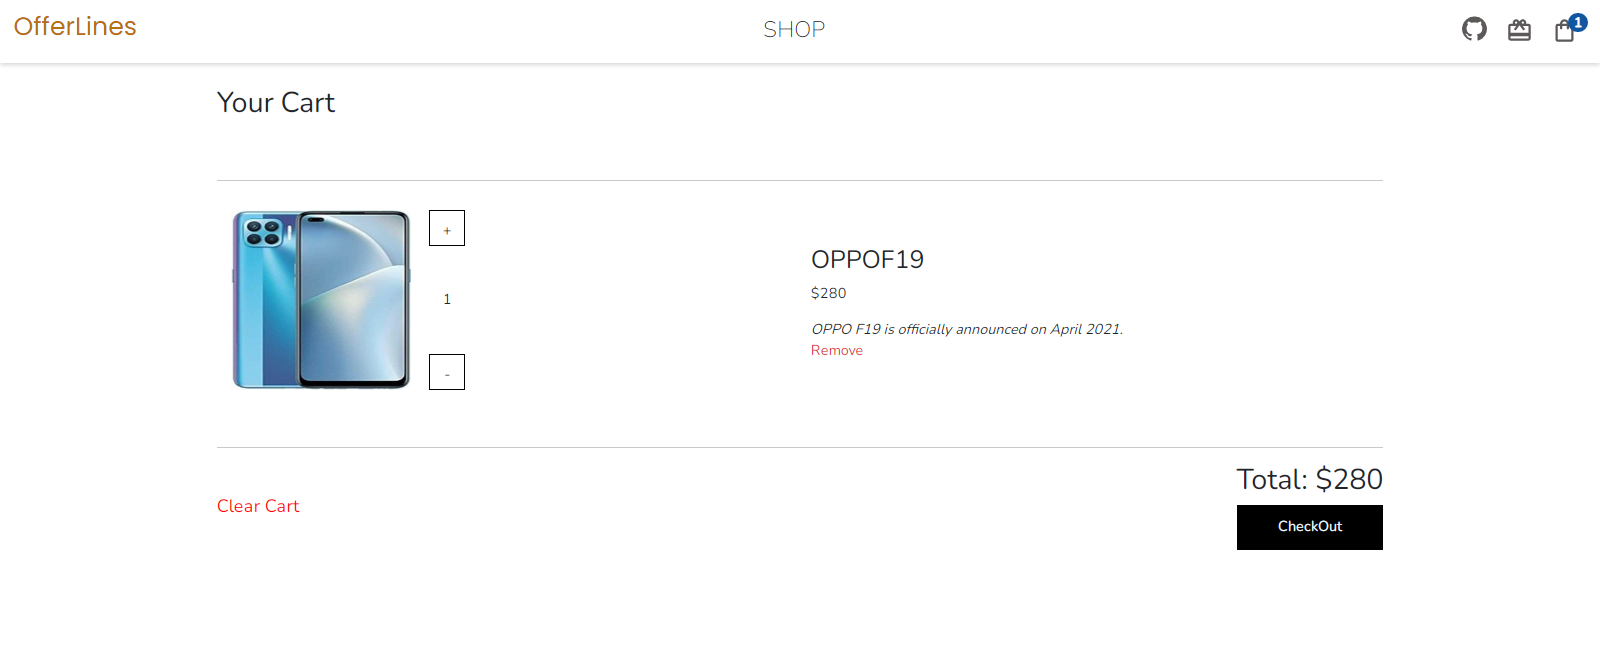 OfferLines
SHOP
1
Your Cart
+
1
-
OPPOF19
$280
OPPO F19 is officially announced on April 2021.
Remove
Total: $280
Clear Cart
CheckOut